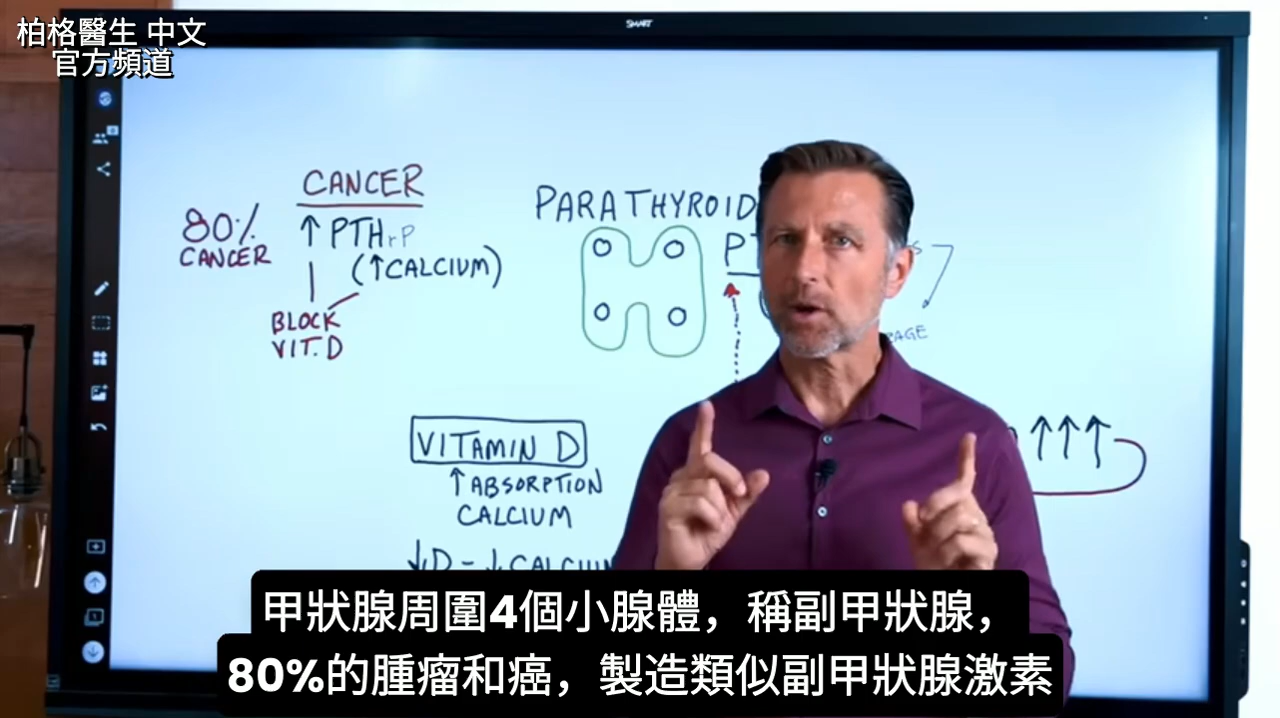 柏格醫生 中文
官方頻道
SMART
CANCER
80%
CANCER
↑ PTHrP
(↑CALCIUM)
BLOCK
VIT. D
PARATHYROID
VITAMIN D
↑ ABSORPTION
CALCIUM
↓D - ↓CALCIUM
↑↑↑
甲狀腺周圍4個小腺體，稱副甲狀腺，
80%的腫瘤和癌，製造類似副甲狀腺激素